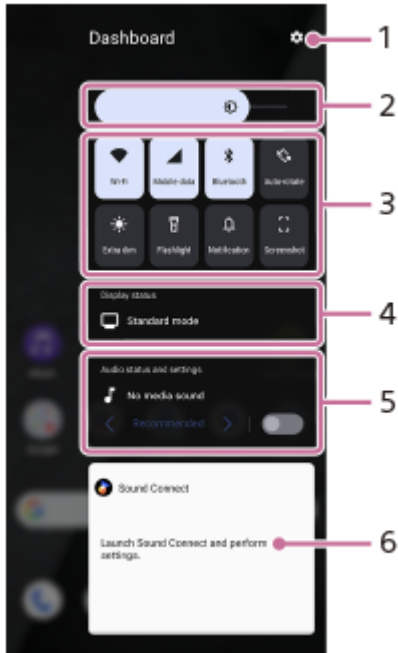 Dashboard
1
2
Wi-Fi Mobile data Bluetooth Auto-rotate
3
Extra dim Flashlight Notification Screenshot
Display status
Standard mode
4
Audio status and settings
No media sound
5
Recommended
Sound Connect
Launch Sound Connect and perform
settings.
6